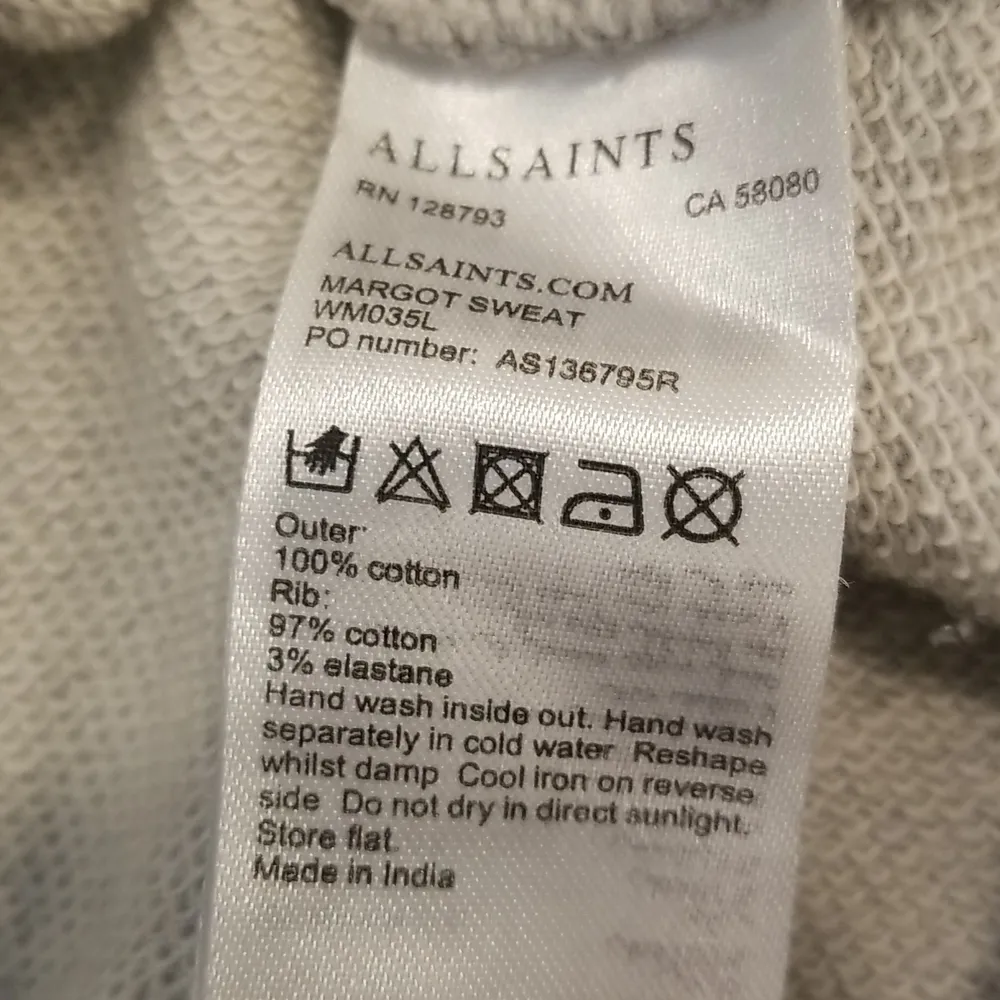 ALLSAINTS
RN 128793 CA 58080
ALLSAINTS.COM
MARGOT SWEAT
WM035L
PO number: AS136795R
Outer:
100% cotton
Rib:
97% cotton
3% elastane
Hand wash inside out. Hand wash
separately in cold water Reshape
whilst damp Cool iron on reverse
side Do not dry in direct sunlight.
Store flat.
Made in India